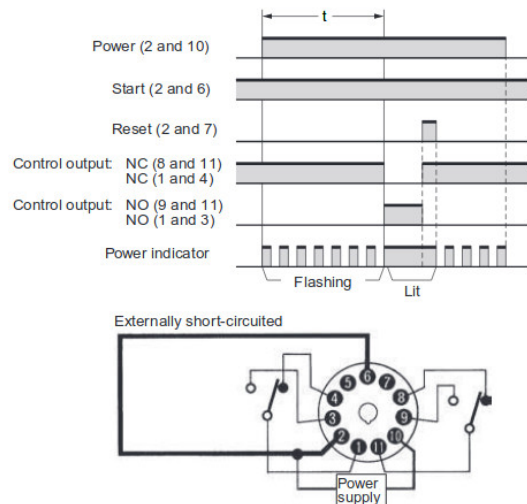 t
Power (2 and 10)
Start (2 and 6)
Reset (2 and 7)
Control output: NC (8 and 11)
NC (1 and 4)
Control output: NO (9 and 11)
NO (1 and 3)
Power indicator
Flashing
Lit
Externally short-circuited
6
5
7
4
8
3
9
2
10
1
11
Power
supply